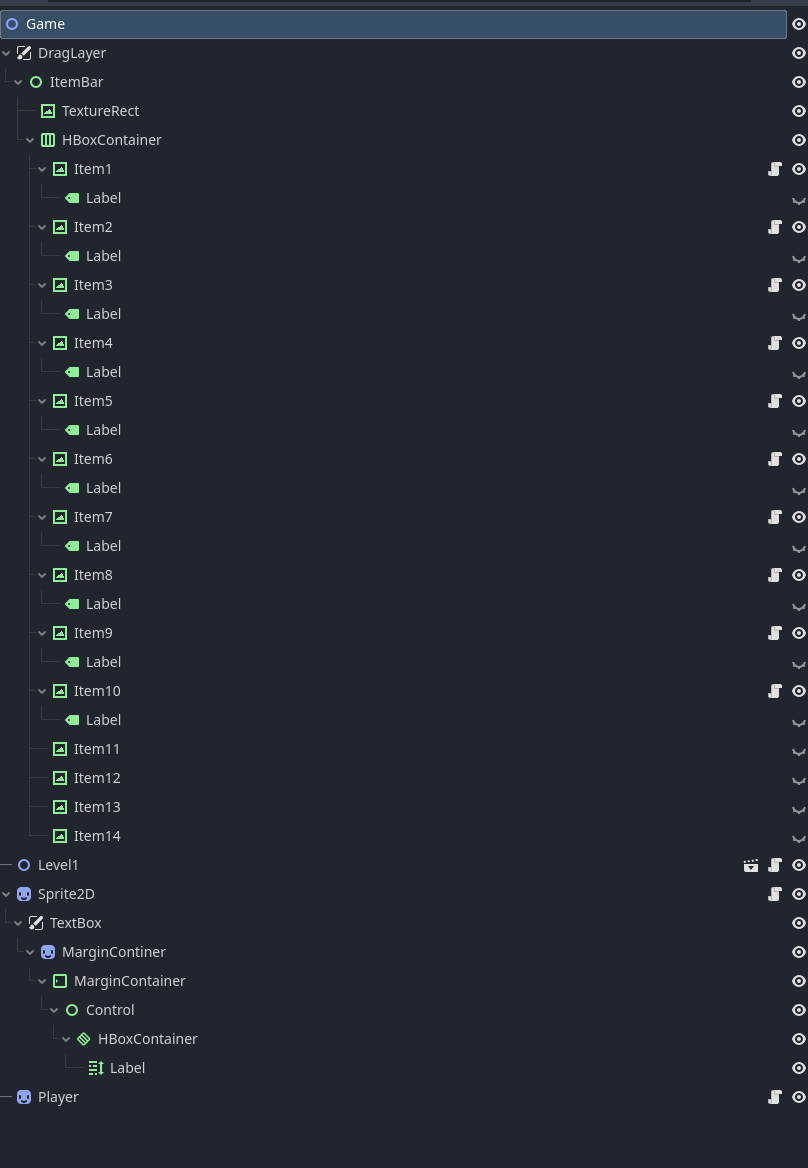 Game
DragLayer
ItemBar
TextureRect
HBoxContainer
Item1
Label
Item2
Label
Item3
Label
Item4
Label
Item5
Label
Item6
Label
Item7
Label
Item8
Label
Item9
Label
Item10
Label
Item11
Item12
Item13
Item14
Level1
Sprite2D
TextBox
MarginContiner
MarginContainer
Control
HBoxContainer
Label
Player